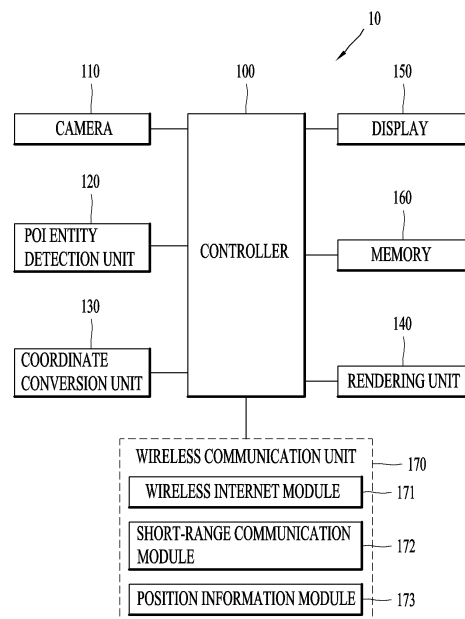 10
110
100
150
CAMERA
DISPLAY
120
160
POI ENTITY
DETECTION UNIT
CONTROLLER
MEMORY
130
140
COORDINATE
CONVERSION UNIT
RENDERING UNIT
WIRELESS COMMUNICATION UNIT
170
WIRELESS INTERNET MODULE
171
SHORT-RANGE COMMUNICATION
MODULE
172
POSITION INFORMATION MODULE
173